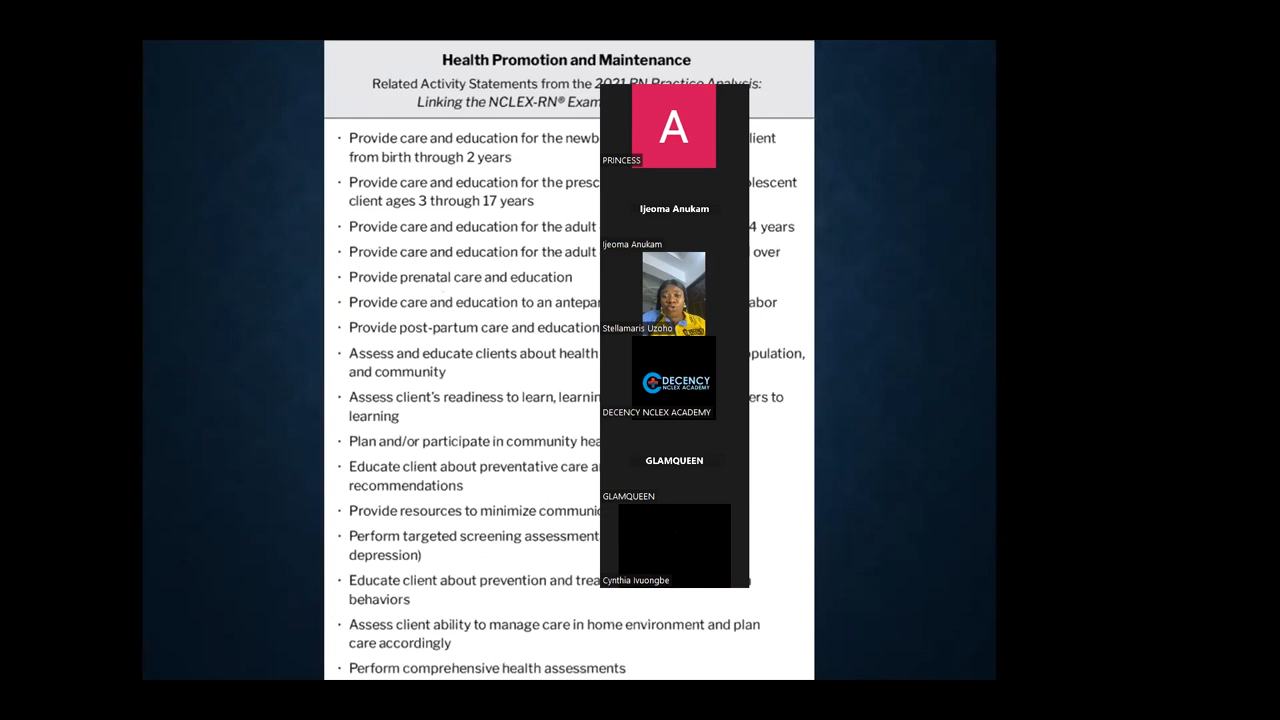 Health Promotion and Maintenance
Related Activity Statements from the 2021 RN Practice Analysis:
Linking the NCLEX-RN® Exam
· Provide care and education for the newb lient
from birth through 2 years
· Provide care and education for the presc olescent
client ages 3 through 17 years
· Provide care and education for the adult 4 years
· Provide care and education for the adult over
· Provide prenatal care and education
· Provide care and education to an antepar abor
· Provide post-partum care and education
· Assess and educate clients about health opulation,
and community
· Assess client's readiness to learn, learnin ers to
learning
· Plan and/or participate in community hea
· Educate client about preventative care a
recommendations
· Provide resources to minimize communic
· Perform targeted screening assessment
depression)
· Educate client about prevention and trea
behaviors
· Assess client ability to manage care in home environment and plan
care accordingly
· Perform comprehensive health assessments
A
PRINCESS
Ijeoma Anukam
Ijeoma Anukam
Stellamaris Uzoho
DECENCY
NCLEX ACADEMY
DECENCY NCLEX ACADEMY
GLAMQUEEN
GLAMQUEEN
Cynthia Ivuongbe